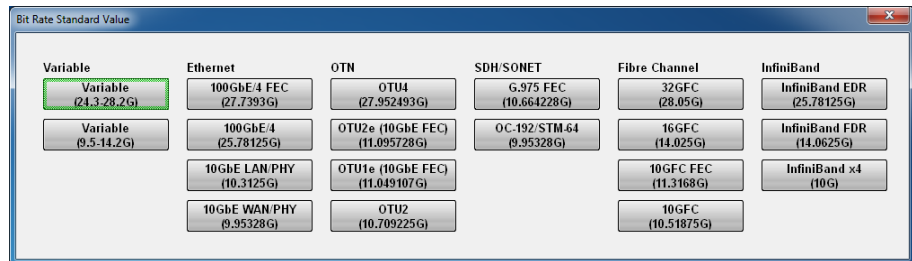 Bit Rate Standard Value
Variable
Variable
(24.3-28.2G)
Variable
(9.5-14.2G)
Ethernet
100GbE/4 FEC
(27.7393G)
100GbE/4
(25.78125G)
10GbE LAN/PHY
(10.3125G)
10GbE WAN/PHY
(9.95328G)
OTN
OTU4
(27.952493G)
OTU2e (10GbE FEC)
(11.095728G)
OTU1e (10GbE FEC)
(11.049107G)
OTU2
(10.709225G)
SDH/SONET
G.975 FEC
(10.664228G)
OC-192/STM-64
(9.95328G)
Fibre Channel
32GFC
(28.05G)
16GFC
(14.025G)
10GFC FEC
(11.3168G)
10GFC
(10.51875G)
InfiniBand
InfiniBand EDR
(25.78125G)
InfiniBand FDR
(14.0625G)
InfiniBand x4
(10G)